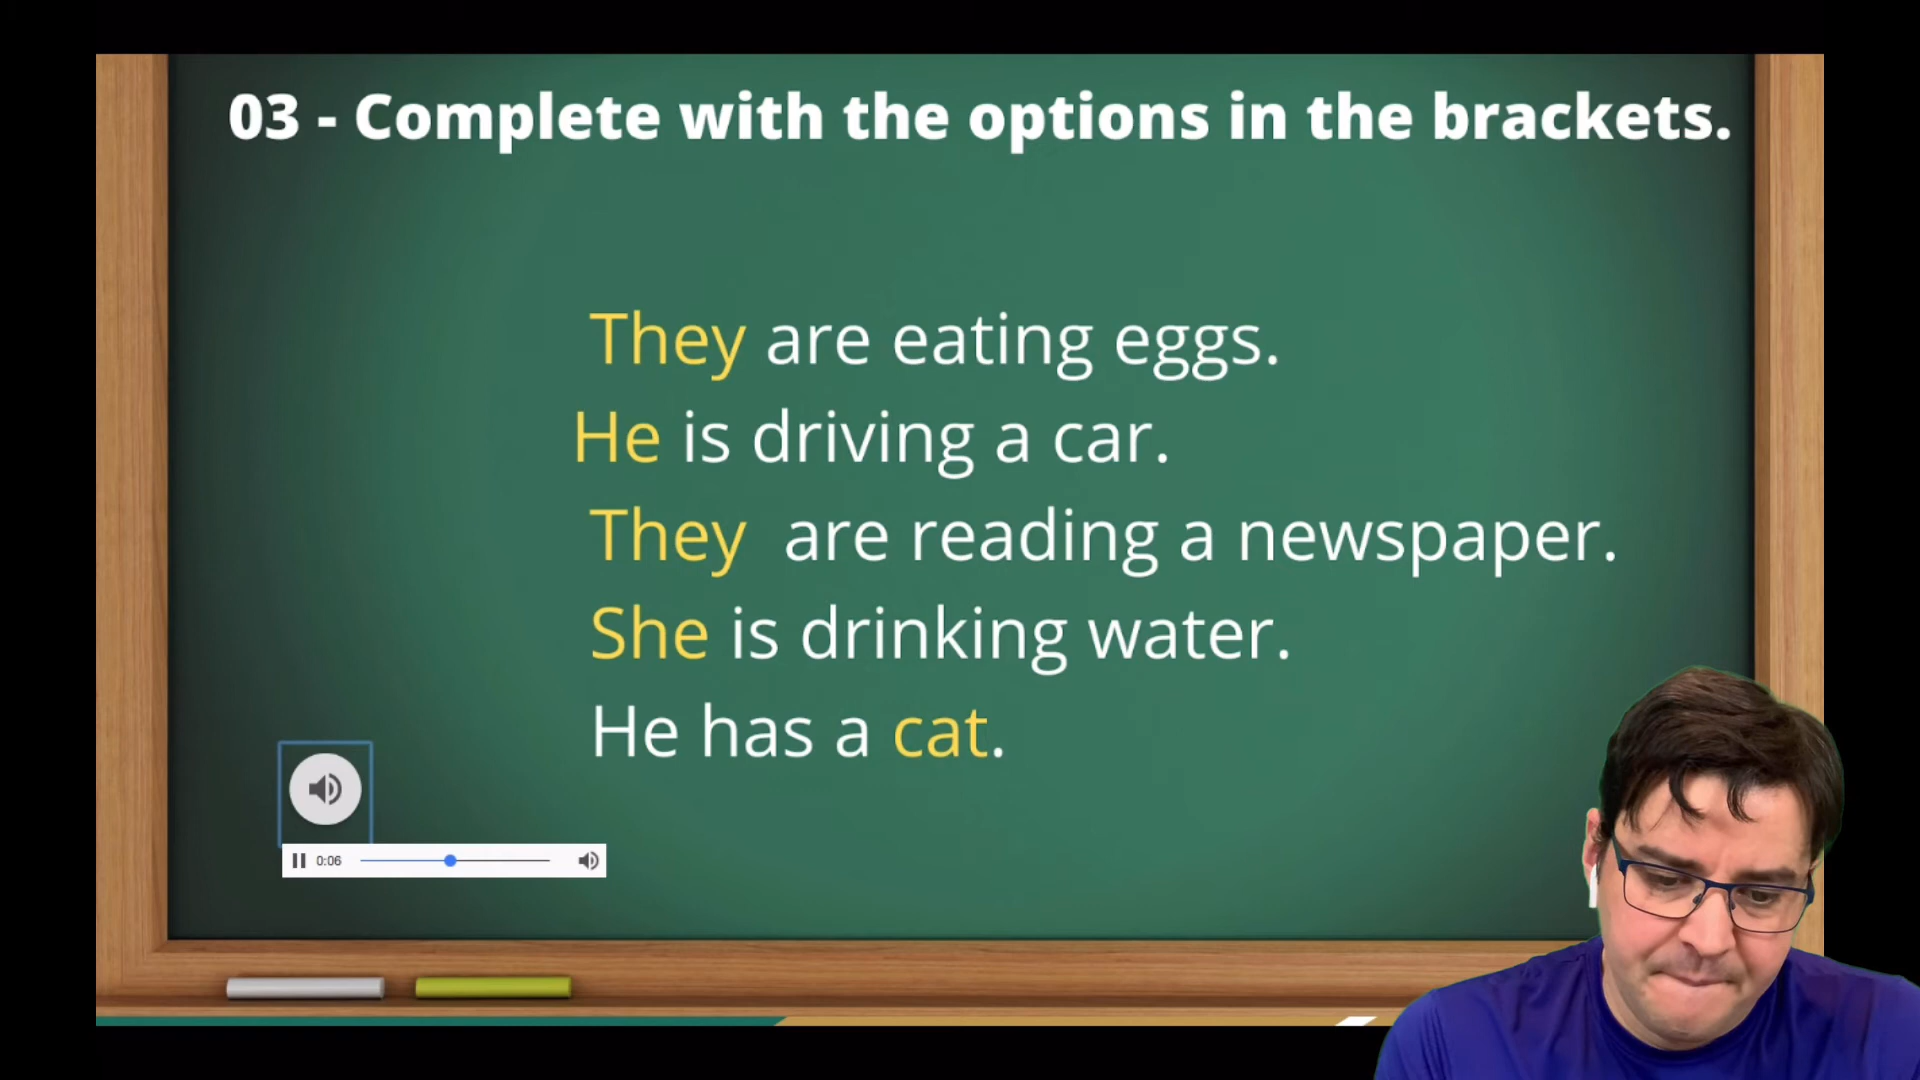 03 - Complete with the options in the brackets.
They are eating eggs.
He is driving a car.
They are reading a newspaper.
She is drinking water.
He has a cat.
0:06